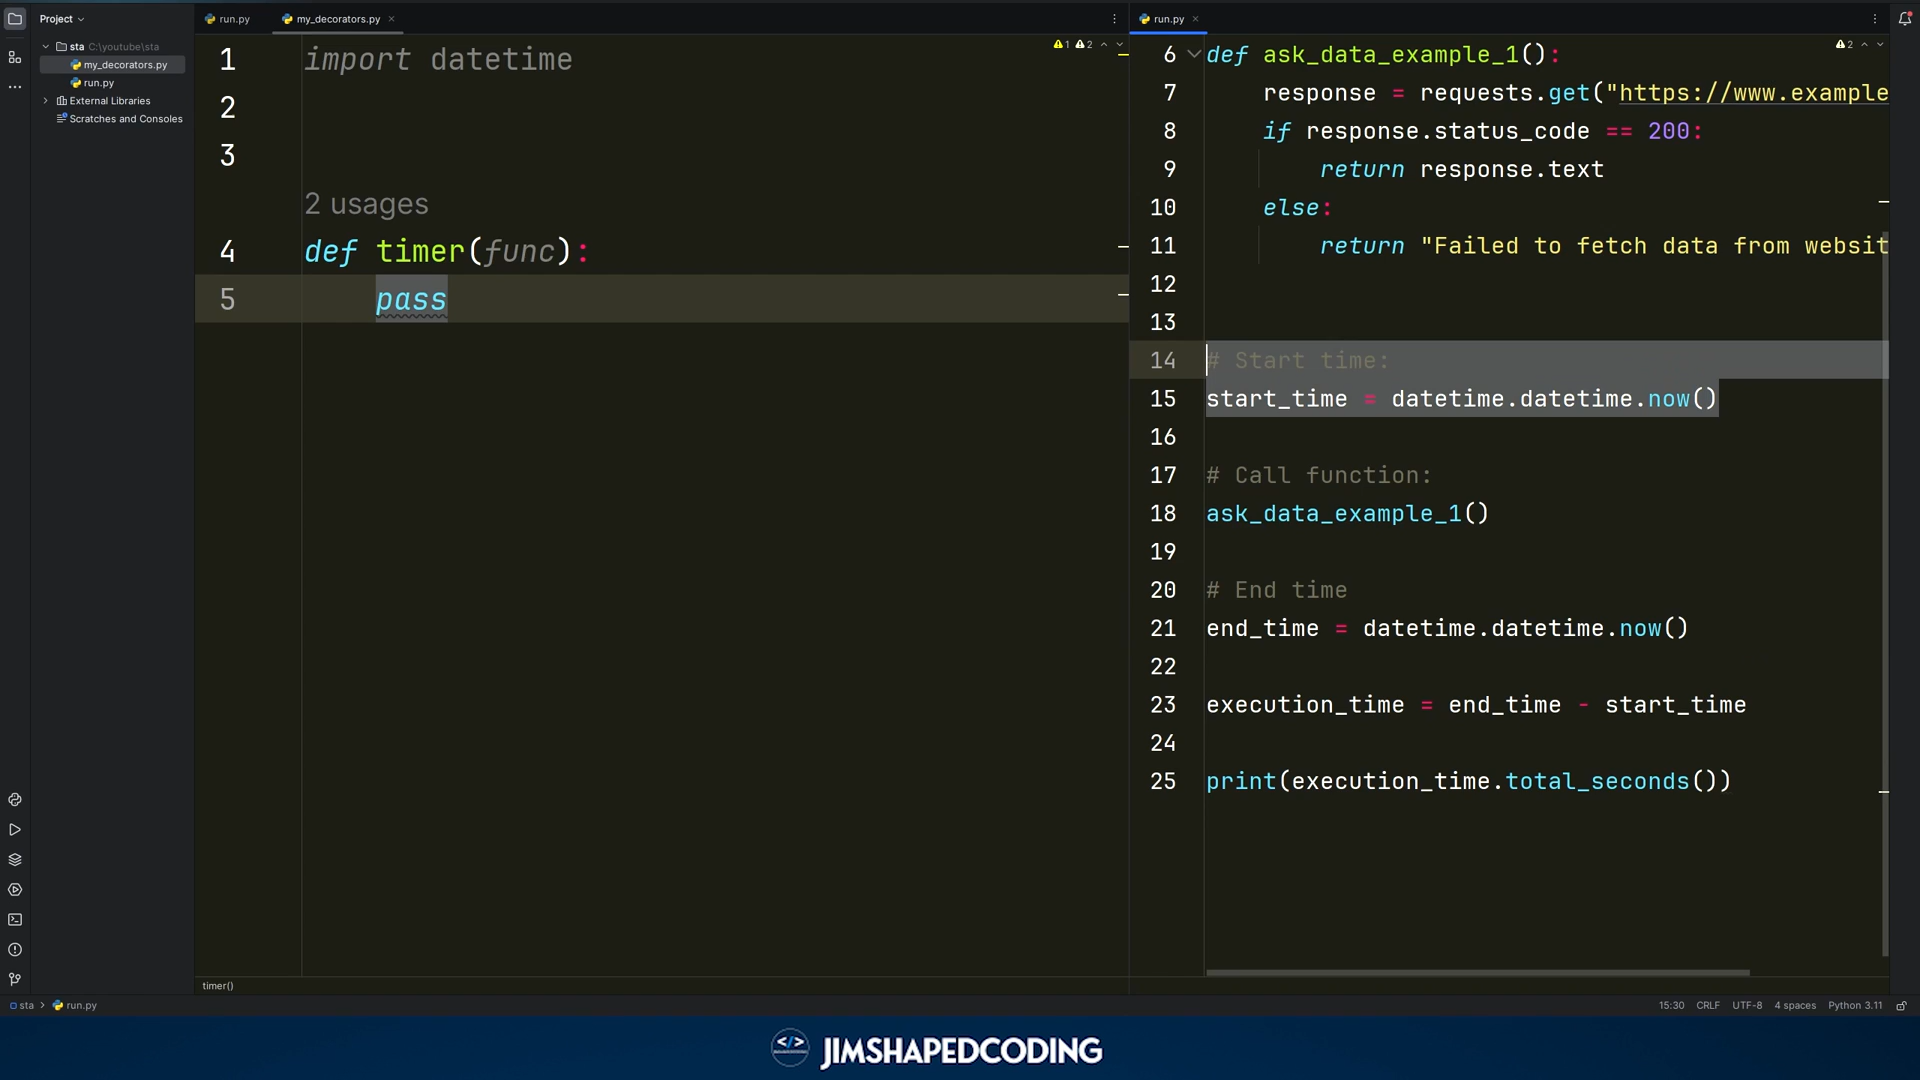 Project
sta C:\youtube\sta
my_decorators.py
run.py
External Libraries
Scratches and Consoles
run.py
my_decorators.py
1 import datetime
2
3
2 usages
4 def timer(func):
5 pass
1 2
timer()
run.py
2
6 def ask_data_example_1():
7 response = requests.get("https://www.example
8 if response.status_code == 200:
9 return response.text
10 else:
11 return "Failed to fetch data from websit
12
13
14 # Start time:
15 start_time = datetime.datetime.now()
16
17 # Call function:
18 ask_data_example_1()
19
20 # End time
21 end_time = datetime.datetime.now()
22
23 execution_time = end_time - start_time
24
25 print(execution_time.total_seconds())
sta > run.py
15:30 CRLF UTF-8 4 spaces Python 3.11
JIMSHAPEDCODING